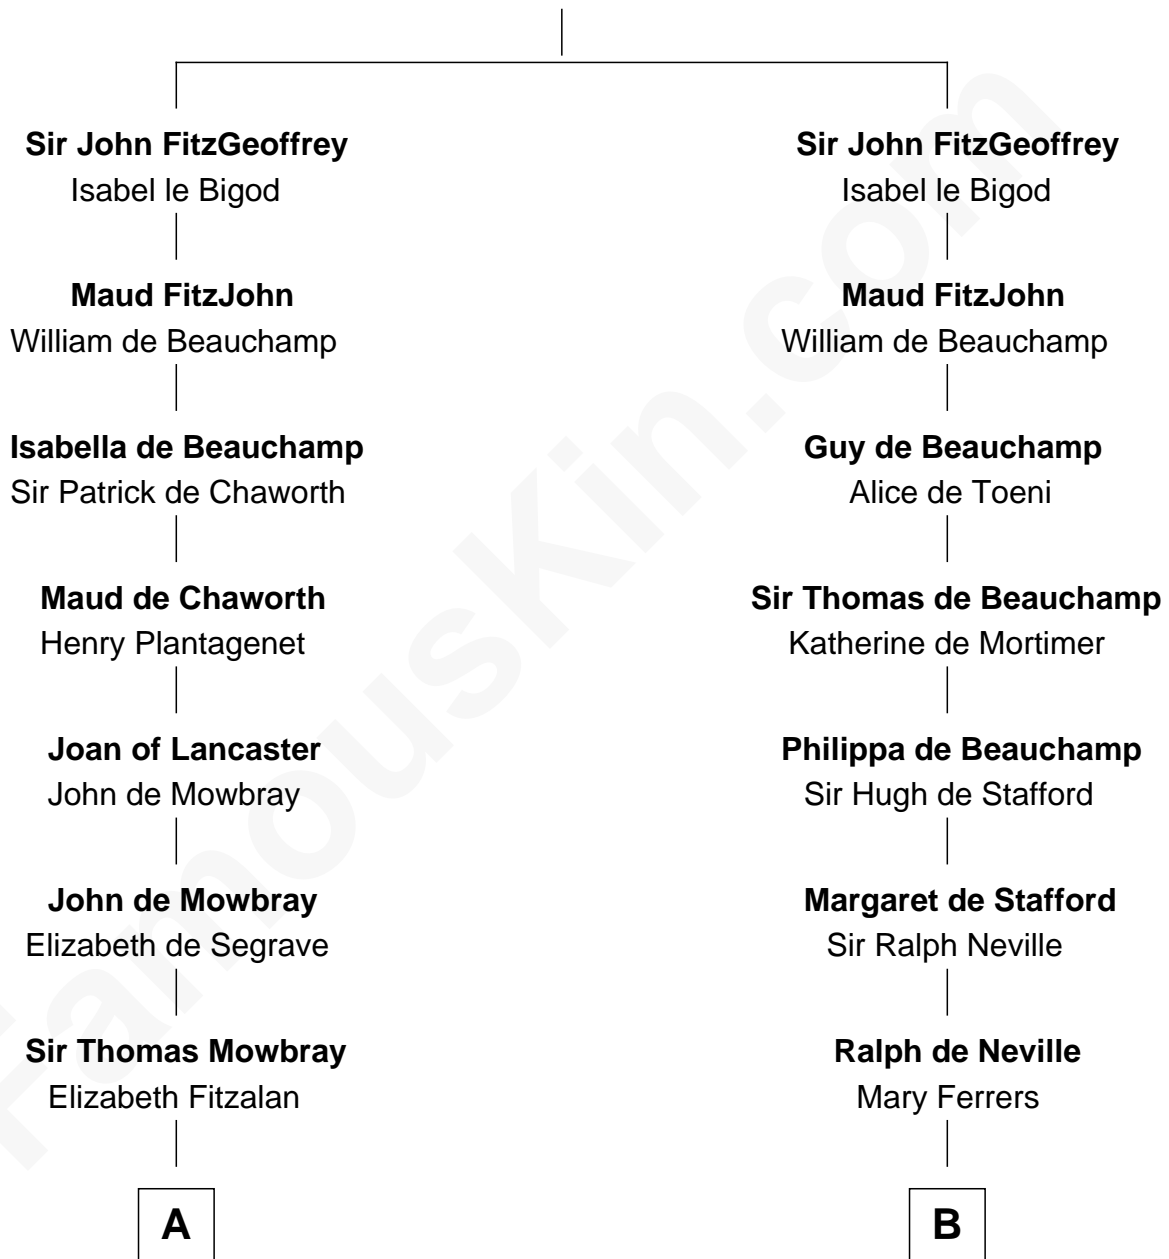 Sir John FitzGeoffrey
Isabel le Bigod
Maud FitzJohn
William de Beauchamp
Isabella de Beauchamp
Sir Patrick de Chaworth
Maud de Chaworth
Henry Plantagenet
Joan of Lancaster
John de Mowbray
John de Mowbray
Elizabeth de Segrave
Sir Thomas Mowbray
Elizabeth Fitzalan
A
Sir John FitzGeoffrey
Isabel le Bigod
Maud FitzJohn
William de Beauchamp
Guy de Beauchamp
Alice de Toeni
Sir Thomas de Beauchamp
Katherine de Mortimer
Philippa de Beauchamp
Sir Hugh de Stafford
Margaret de Stafford
Sir Ralph Neville
Ralph de Neville
Mary Ferrers
B
FamousKin.com